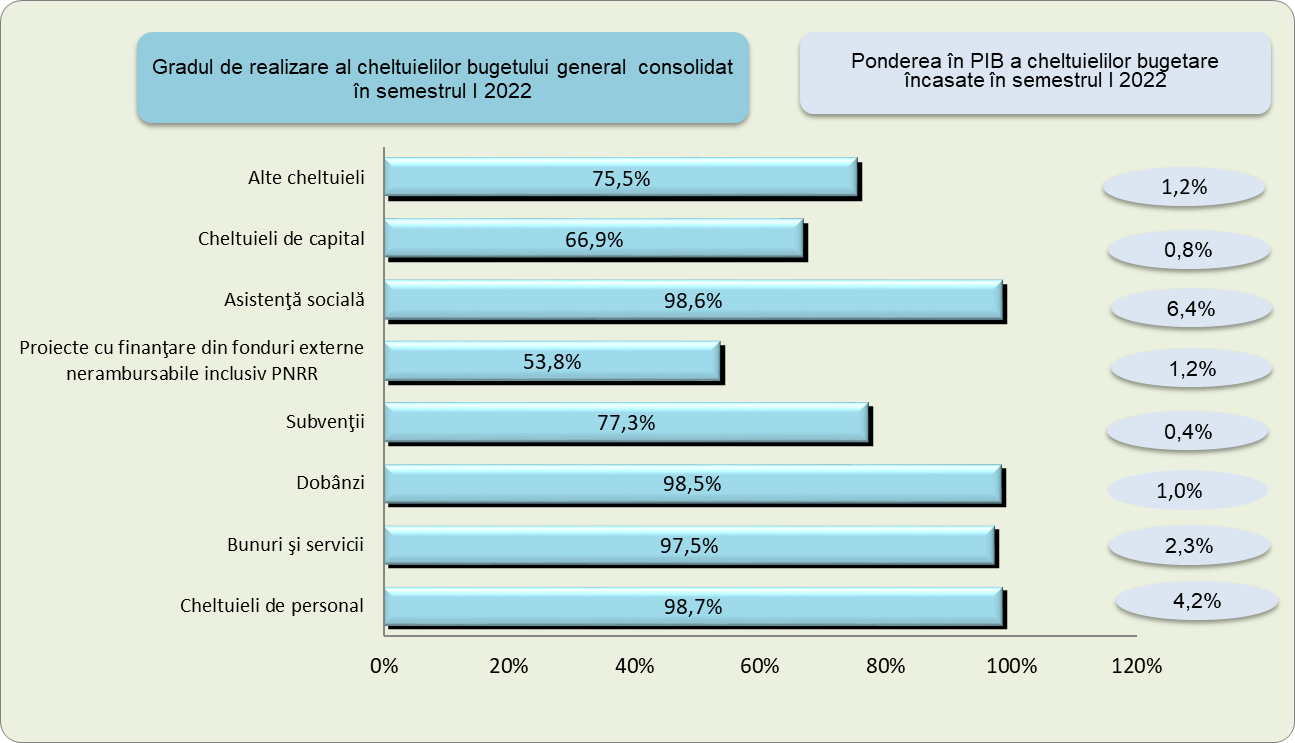 Gradul de realizare al cheltuielilor bugetului general consolidat
în semestrul I 2022
Ponderea în PIB a cheltuielilor bugetare
încasate în semestrul I 2022
Alte cheltuieli
75,5%
1,2%
Cheltuieli de capital
66,9%
0,8%
Asistenţă socială
98,6%
6,4%
Proiecte cu finanţare din fonduri externe
nerambursabile inclusiv PNRR
53,8%
1,2%
Subvenţii
77,3%
0,4%
Dobânzi
98,5%
1,0%
Bunuri şi servicii
97,5%
2,3%
Cheltuieli de personal
98,7%
4,2%
0%
20%
40%
60%
80%
100%
120%